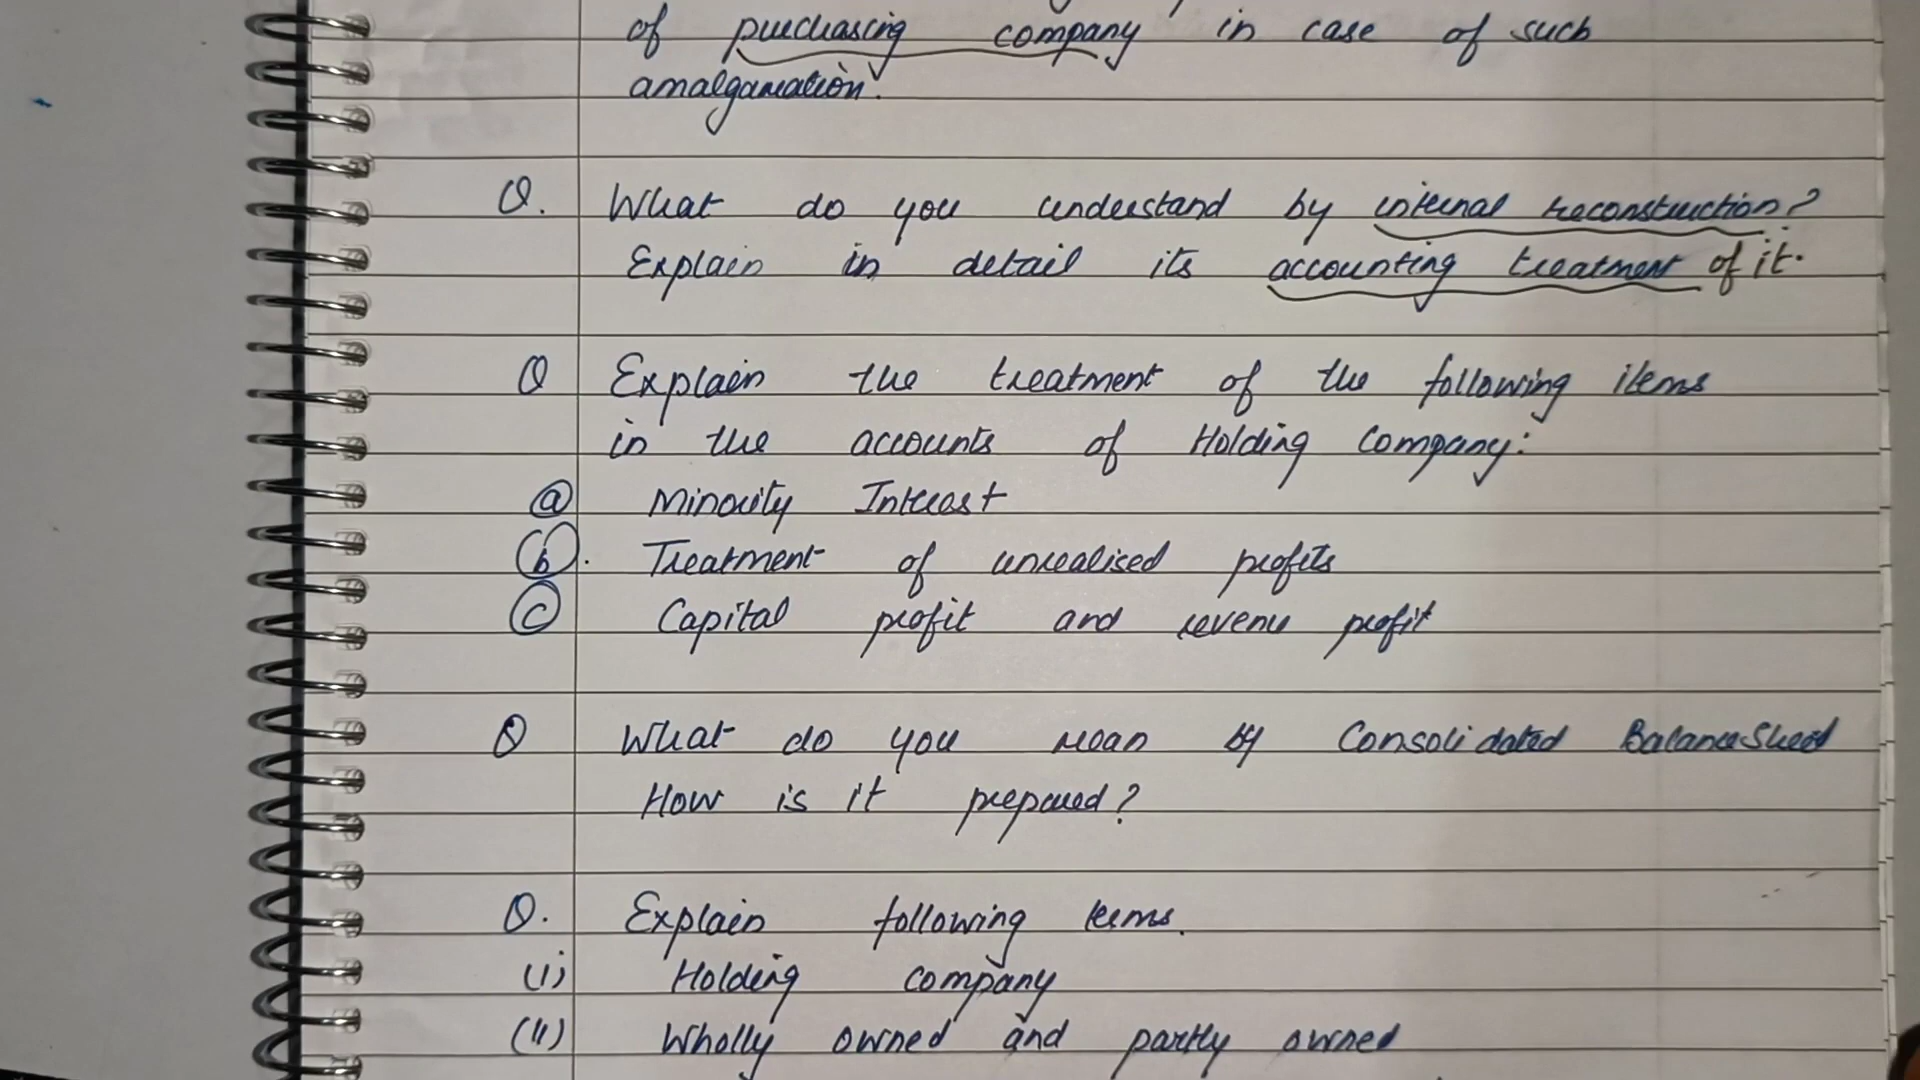 of purchasing company in case of such
amalgamation.
Q. What do you understand by internal reconstruction?
Explain in detail its accounting treatment of it.
Q Explain the treatment of the following items
in the accounts of Holding Company:
(a) Minority Interest
(b). Treatment of unrealised profits
(c) Capital profit and revenu profit
Q What do you mean by Consolidated Balance Sheet
How is it prepared?
Q. Explain following terms.
(i) Holding company
(ii) Wholly owned and partly owned